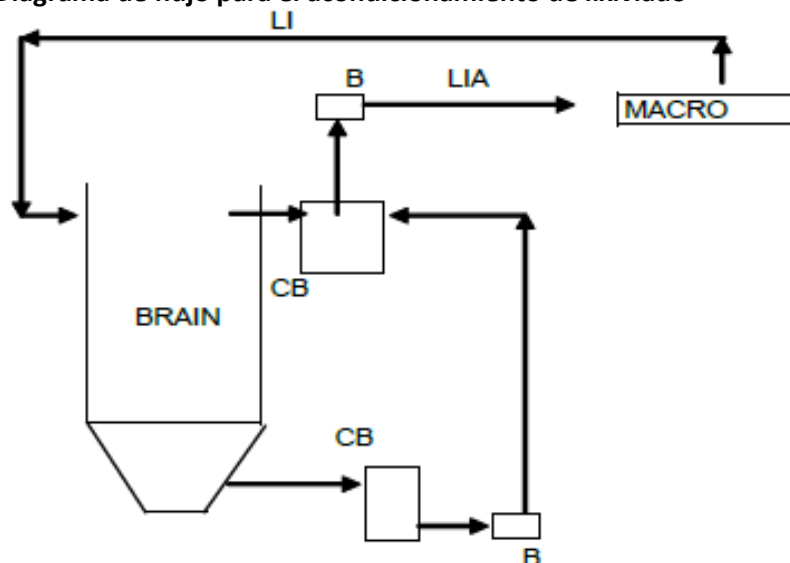 Diagrama de flujo para el acondicionamiento de lixiviado
LI
B
LIA
MACRO
CB
BRAIN
CB
B